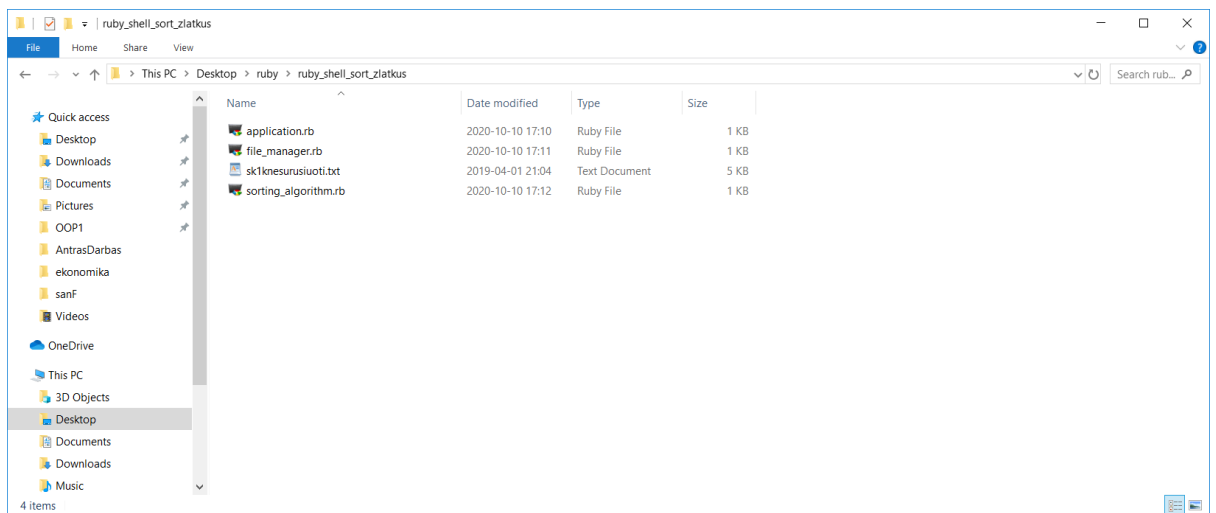 ruby_shell_sort_zlatkus
File Home Share View
This PC > Desktop > ruby > ruby_shell_sort_zlatkus
Search rub...
Name Date modified Type Size
application.rb 2020-10-10 17:10 Ruby File 1 KB
file_manager.rb 2020-10-10 17:11 Ruby File 1 KB
sk1knesurusiuoti.txt 2019-04-01 21:04 Text Document 5 KB
sorting_algorithm.rb 2020-10-10 17:12 Ruby File 1 KB
Quick access
Desktop
Downloads
Documents
Pictures
OOP1
AntrasDarbas
ekonomika
sanF
Videos
OneDrive
This PC
3D Objects
Desktop
Documents
Downloads
Music
4 items